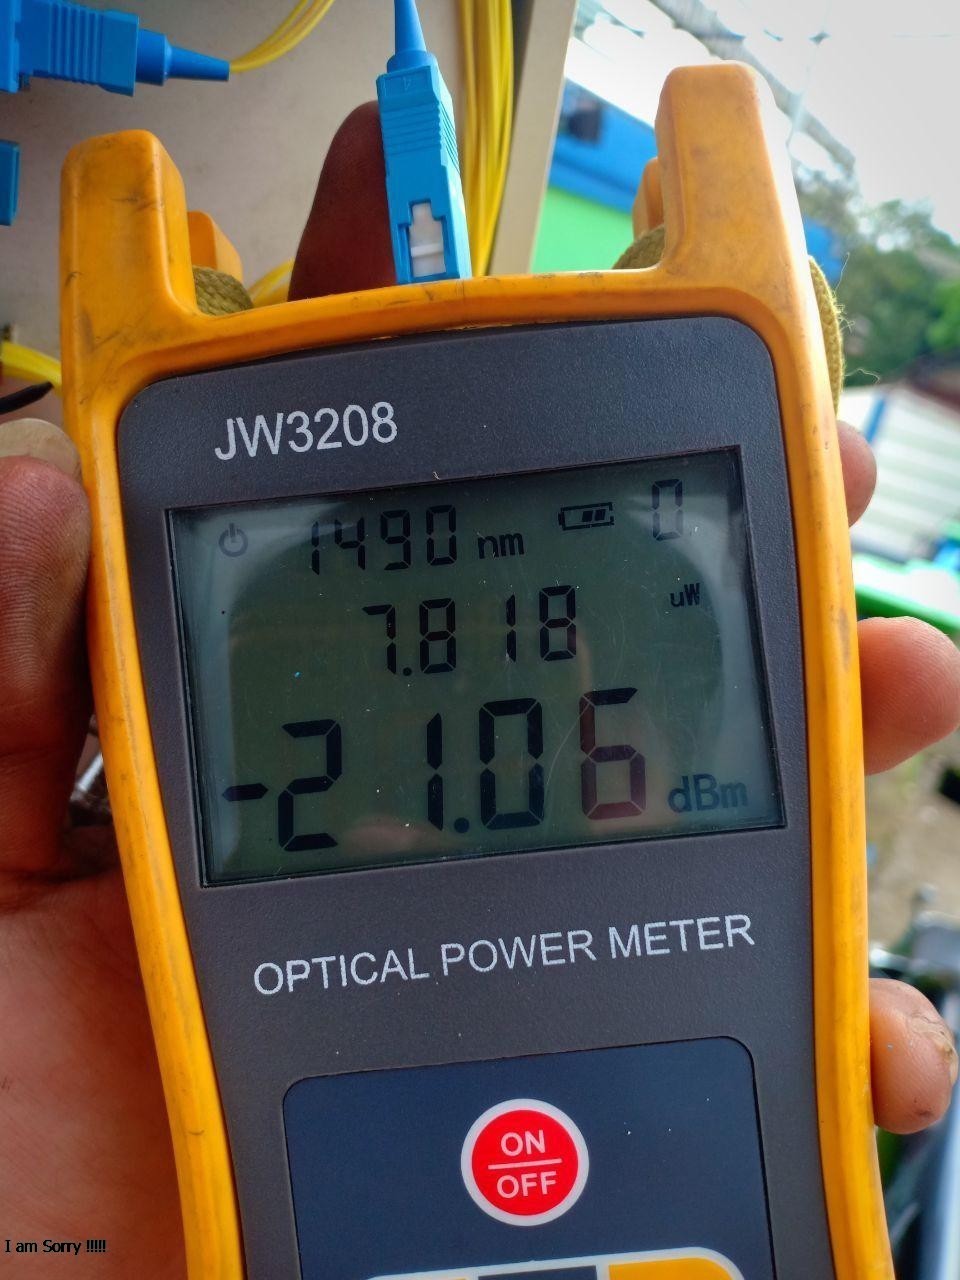 JW3208
1490 nm 0
7.818 uW
-21.06 dBm
OPTICAL POWER METER
ON
OFF
I am Sorry !!!!!